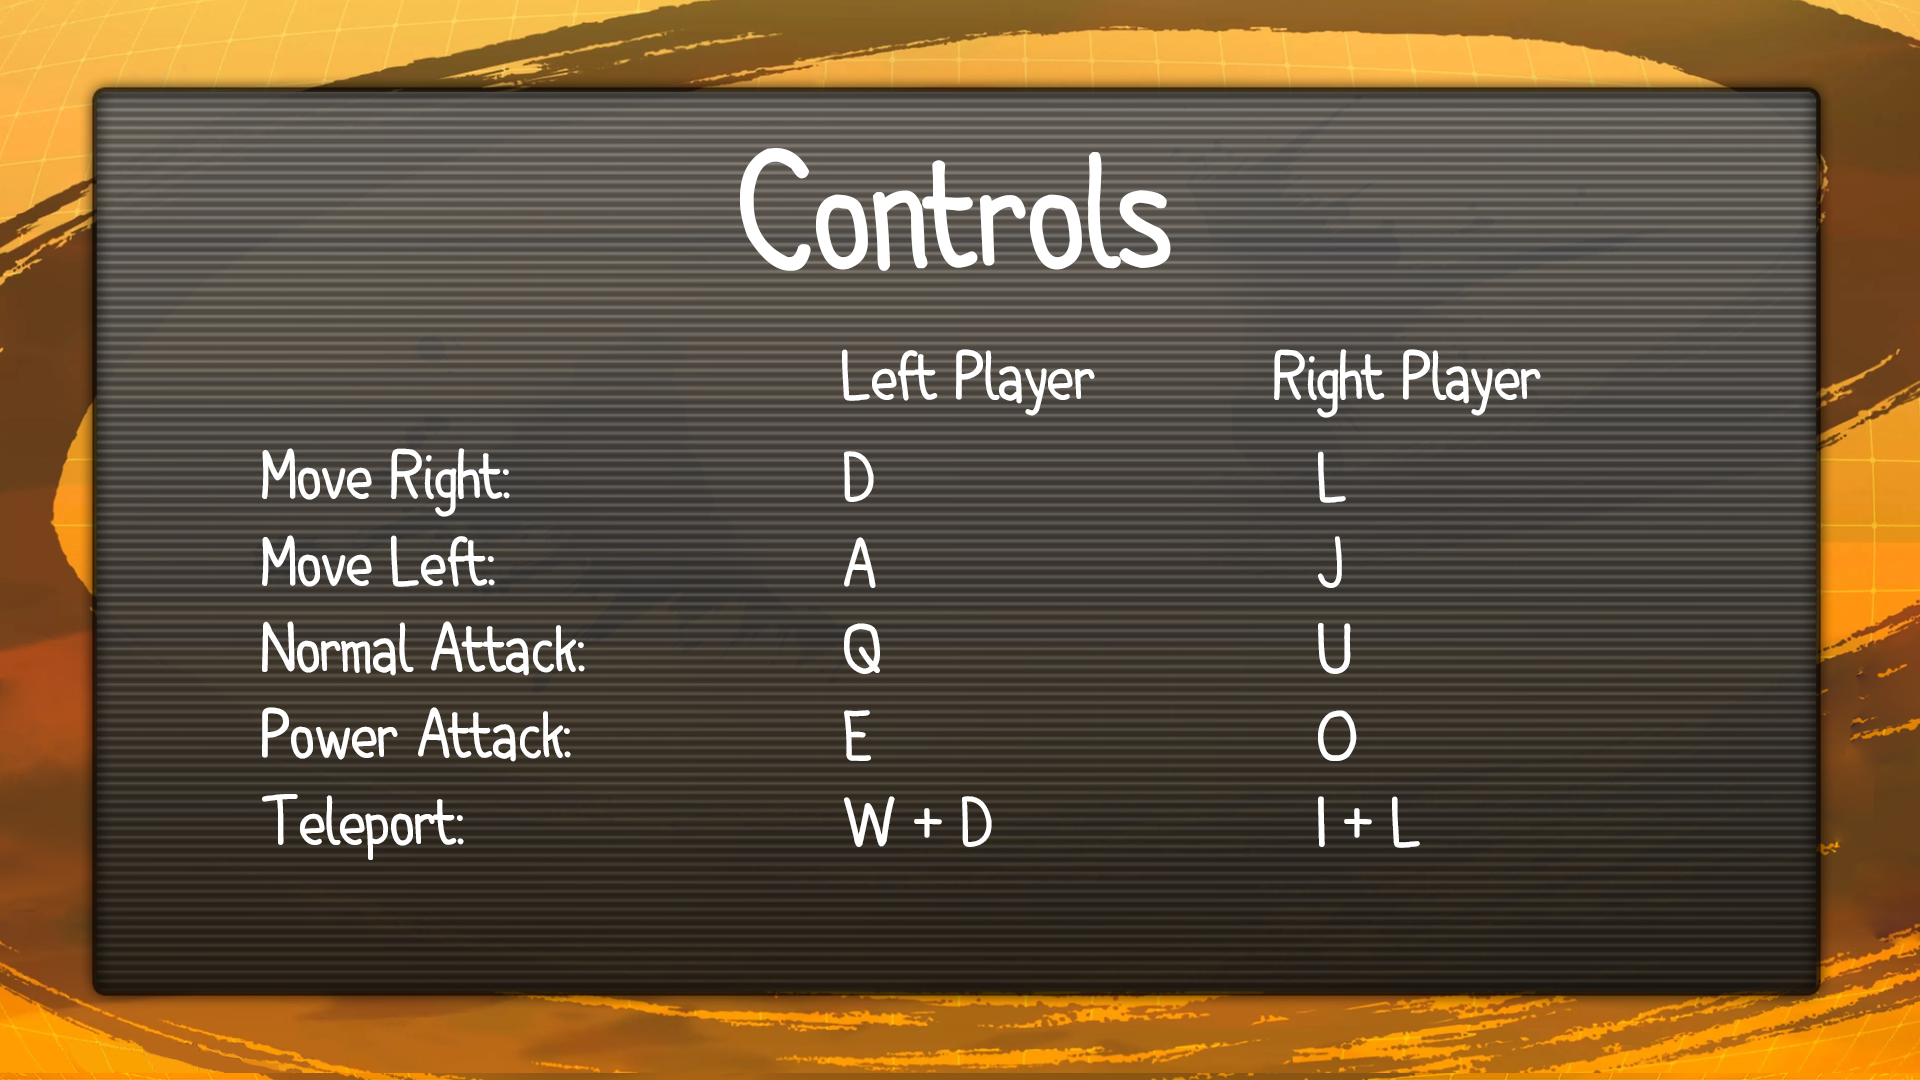 Controls
Left Player Right Player
Move Right: D L
Move Left: A J
Normal Attack: Q U
Power Attack: E O
Teleport: W + D I + L